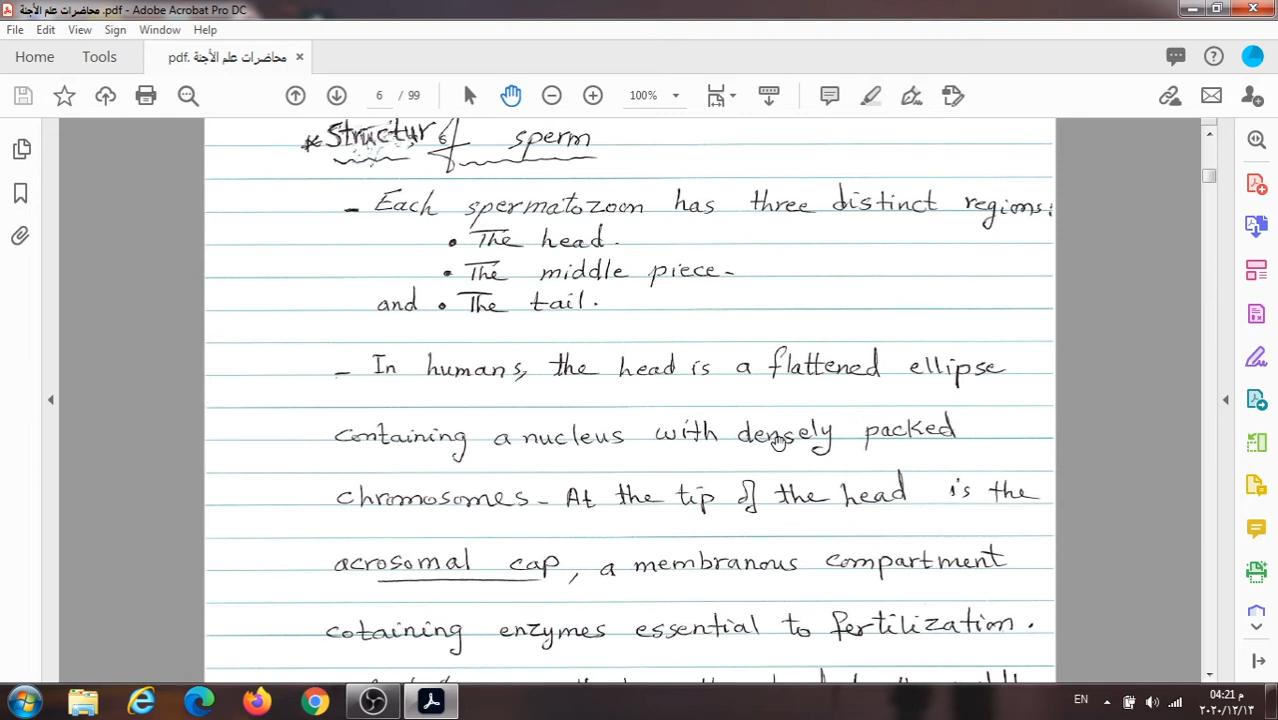 محاضرات علم الأجنة .pdf - Adobe Acrobat Pro DC
File Edit View Sign Window Help
Home Tools محاضرات علم الأجنة .pdf ×
6 / 99 100%
* Structur of sperm
- Each spermatozoon has three distinct regions:
• The head.
• The middle piece-
and • The tail.
- In humans, the head is a flattened ellipse
containing a nucleus with densely packed
chromosomes- At the tip of the head is the
acrosomal cap, a membranous compartment
cotaining enzymes essential to fertilization.
EN 04:21 م
٢٠٢٠/١٢/١٣